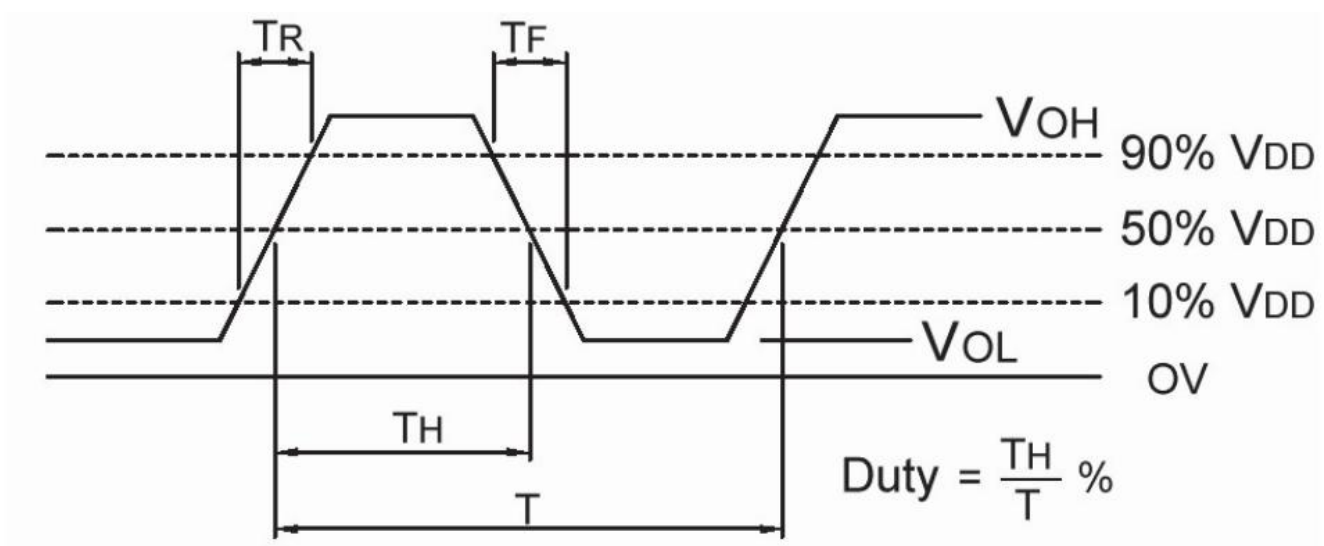 TR
TF
VOH
90% VDD
50% VDD
10% VDD
VOL
OV
TH
T
Duty = TH/T %